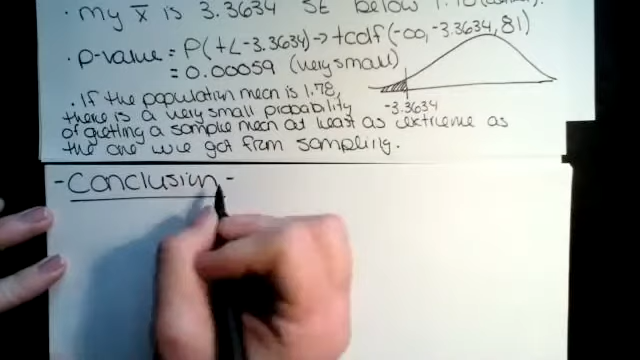 · My x̄ is 3.3634 SE below 1.78
· p-value = P(t<-3.3634) → tcdf(-∞, -3.3634, 81)
= 0.00059 (very small)
-3.3634
· If the population mean is 1.78,
there is a very small probability
of getting a sample mean at least as extreme as
the one we got from sampling.
- Conclusion -